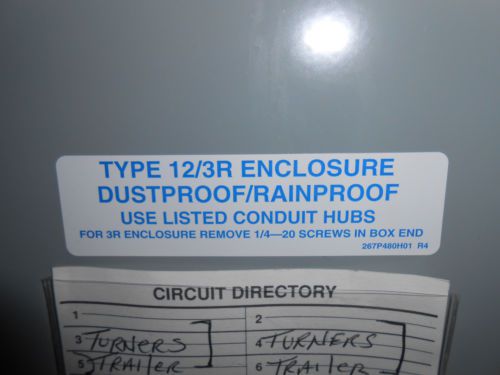 TYPE 12/3R ENCLOSURE
DUSTPROOF/RAINPROOF
USE LISTED CONDUIT HUBS
FOR 3R ENCLOSURE REMOVE 1/4—20 SCREWS IN BOX END
267P480H01 R4
CIRCUIT DIRECTORY
1 2
3 TURNERS 4 TURNERS
5 TRAILER 6 TRAILER